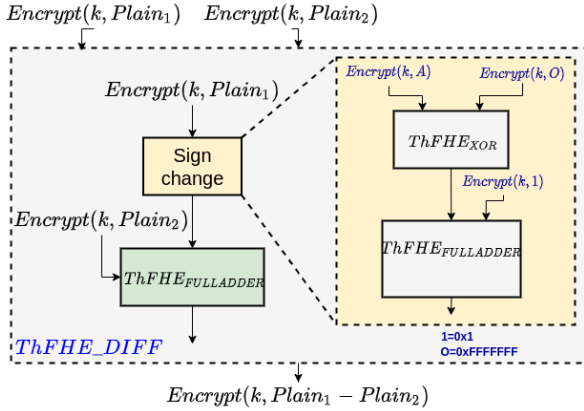 Encrypt(k, Plain₁)
Encrypt(k, Plain₂)
Encrypt(k, Plain₁)
Sign
change
Encrypt(k, Plain₂)
ThFHE_FULLADDER
ThFHE_DIFF
Encrypt(k, A)
Encrypt(k, O)
ThFHE_XOR
Encrypt(k, 1)
ThFHE_FULLADDER
1=0x1
O=0xFFFFFFF
Encrypt(k, Plain₁ − Plain₂)